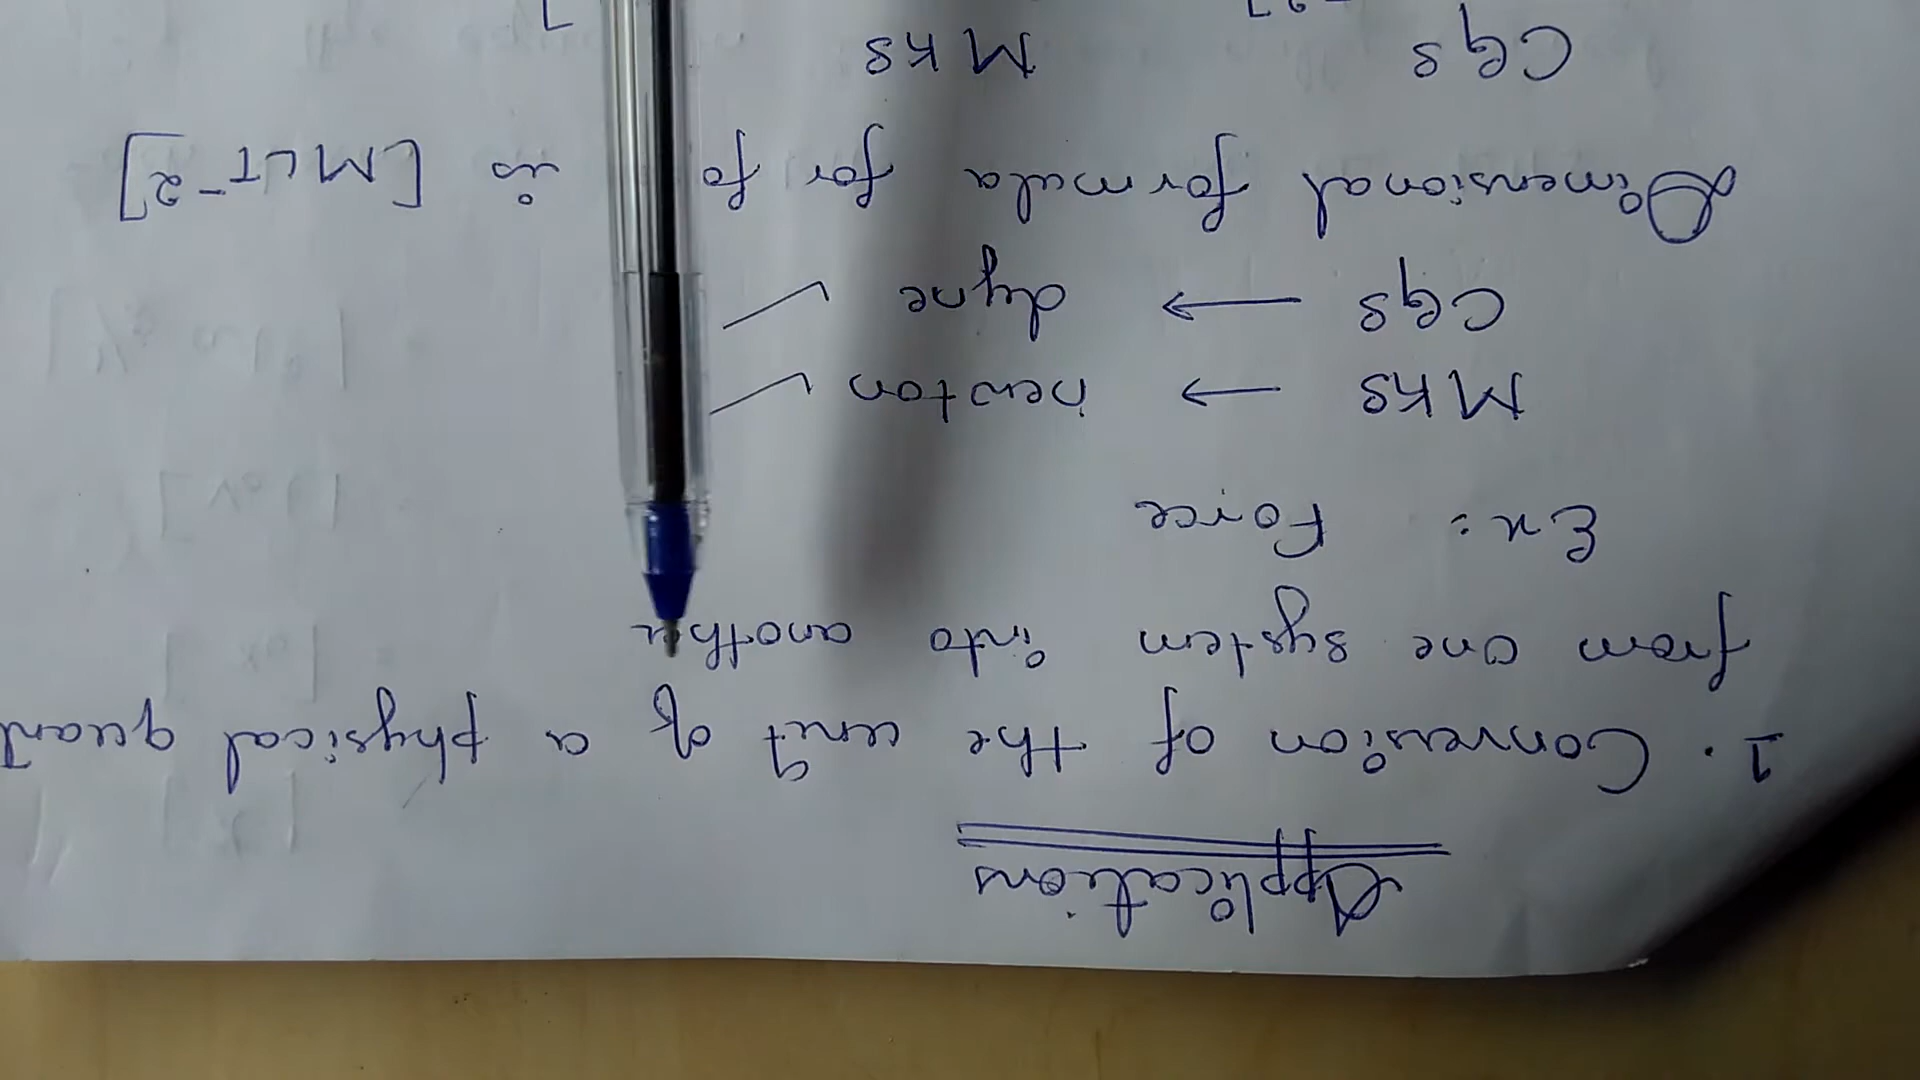 Applications
1. Conversion of the unit of a physical quant
from one system into another
Ex: Force
MKS → newton
CGS → dyne
Dimensional formula for fo is [MLT⁻²]
CGS MKS